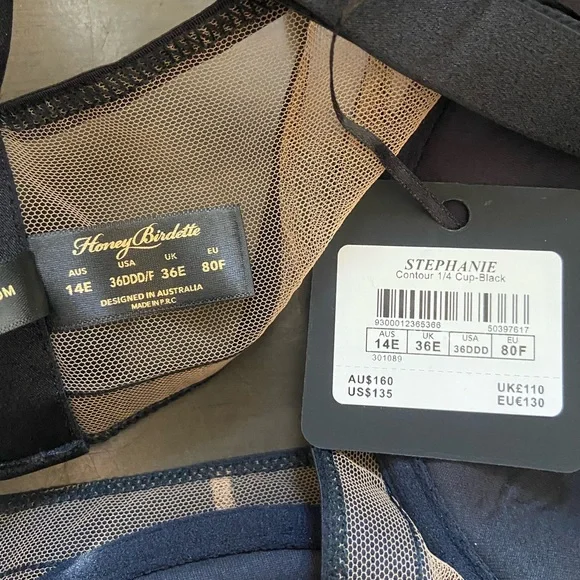 Honey Birdette
AUS USA UK EU
14E 36DDD/F 36E 80F
DESIGNED IN AUSTRALIA
MADE IN P.R.C
STEPHANIE
Contour 1/4 Cup-Black
9300012365368 50397617
AUS UK USA EU
14E 36E 36DDD 80F
301089
AU$160 UK£110
US$135 EU€130